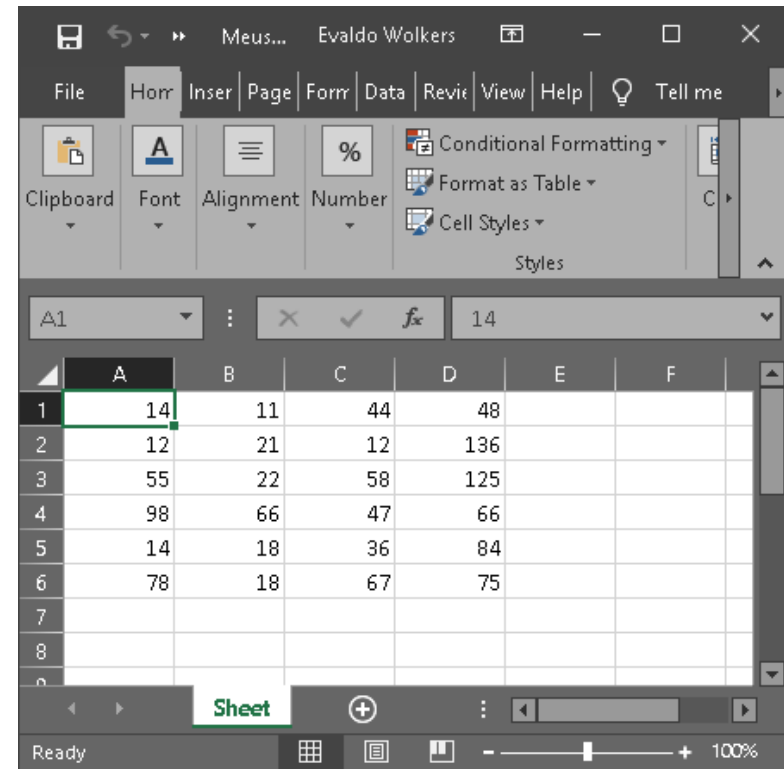 Meus... Evaldo Wolkers
File Hom Inser Page Form Data Revie View Help Tell me
Clipboard Font Alignment % Number Conditional Formatting
Format as Table
Cell Styles
Styles
C
A1 fx 14
A B C D E F
1 14 11 44 48
2 12 21 12 136
3 55 22 58 125
4 98 66 47 66
5 14 18 36 84
6 78 18 67 75
7
8
Sheet
Ready 100%